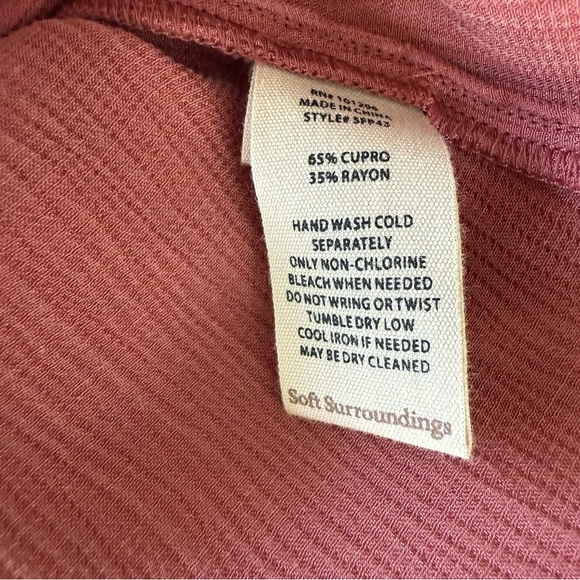 RN# 101296
MADE IN CHINA
STYLE# SPP43
65% CUPRO
35% RAYON
HAND WASH COLD
SEPARATELY
ONLY NON-CHLORINE
BLEACH WHEN NEEDED
DO NOT WRING OR TWIST
TUMBLE DRY LOW
COOL IRON IF NEEDED
MAY BE DRY CLEANED
Soft Surroundings